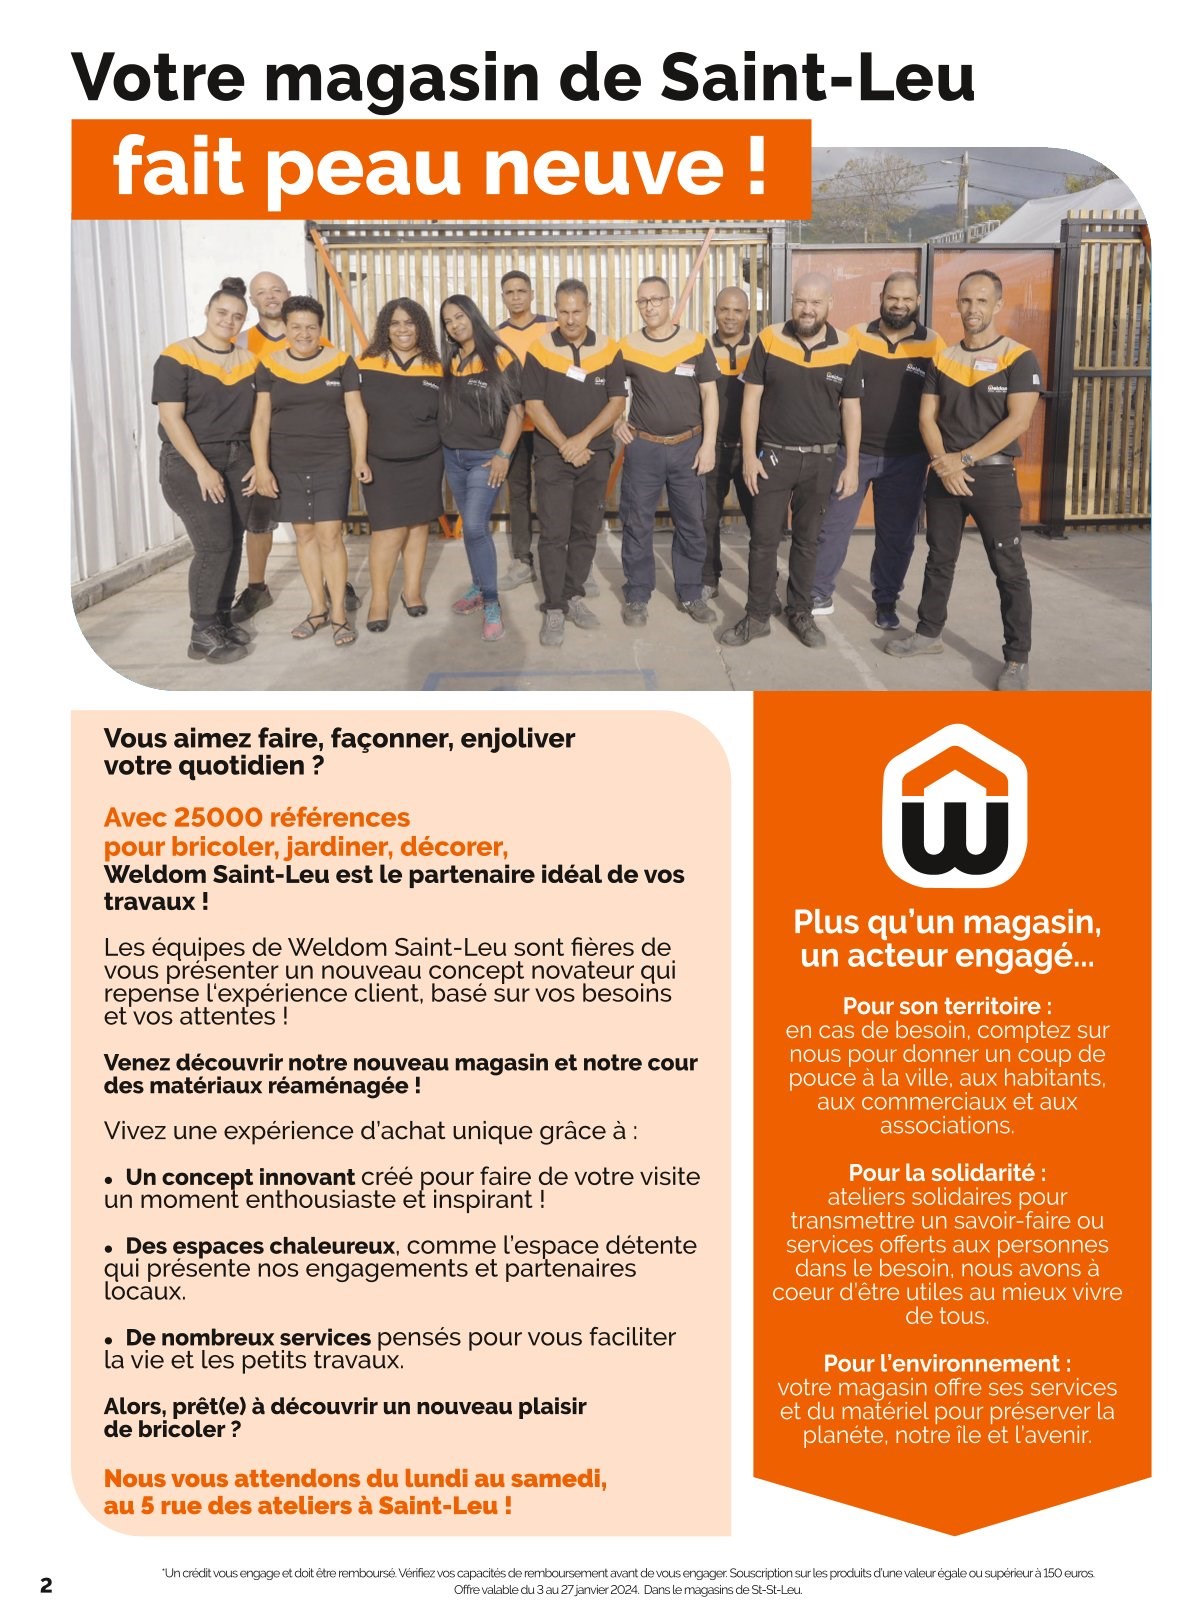 Votre magasin de Saint-Leu
fait peau neuve !
Vous aimez faire, façonner, enjoliver
votre quotidien ?
Avec 25000 références
pour bricoler, jardiner, décorer,
Weldom Saint-Leu est le partenaire idéal de vos
travaux !
Les équipes de Weldom Saint-Leu sont fières de
vous présenter un nouveau concept novateur qui
repense l‘expérience client, basé sur vos besoins
et vos attentes !
Venez découvrir notre nouveau magasin et notre cour
des matériaux réaménagée !
Vivez une expérience d’achat unique grâce à :
• Un concept innovant créé pour faire de votre visite
un moment enthousiaste et inspirant !
• Des espaces chaleureux, comme l’espace détente
qui présente nos engagements et partenaires
locaux.
• De nombreux services pensés pour vous faciliter
la vie et les petits travaux.
Alors, prêt(e) à découvrir un nouveau plaisir
de bricoler ?
Nous vous attendons du lundi au samedi,
au 5 rue des ateliers à Saint-Leu !
w
Plus qu’un magasin,
un acteur engagé...
Pour son territoire :
en cas de besoin, comptez sur
nous pour donner un coup de
pouce à la ville, aux habitants,
aux commerciaux et aux
associations.
Pour la solidarité :
ateliers solidaires pour
transmettre un savoir-faire ou
services offerts aux personnes
dans le besoin, nous avons à
coeur d’être utiles au mieux vivre
de tous.
Pour l’environnement :
votre magasin offre ses services
et du matériel pour préserver la
planéte, notre île et l’avenir.
*Un crédit vous engage et doit être remboursé. Vérifiez vos capacités de remboursement avant de vous engager. Souscription sur les produits d’une valeur égale ou supérieur à 150 euros.
Offre valable du 3 au 27 janvier 2024. Dans le magasins de St-St-Leu.
2